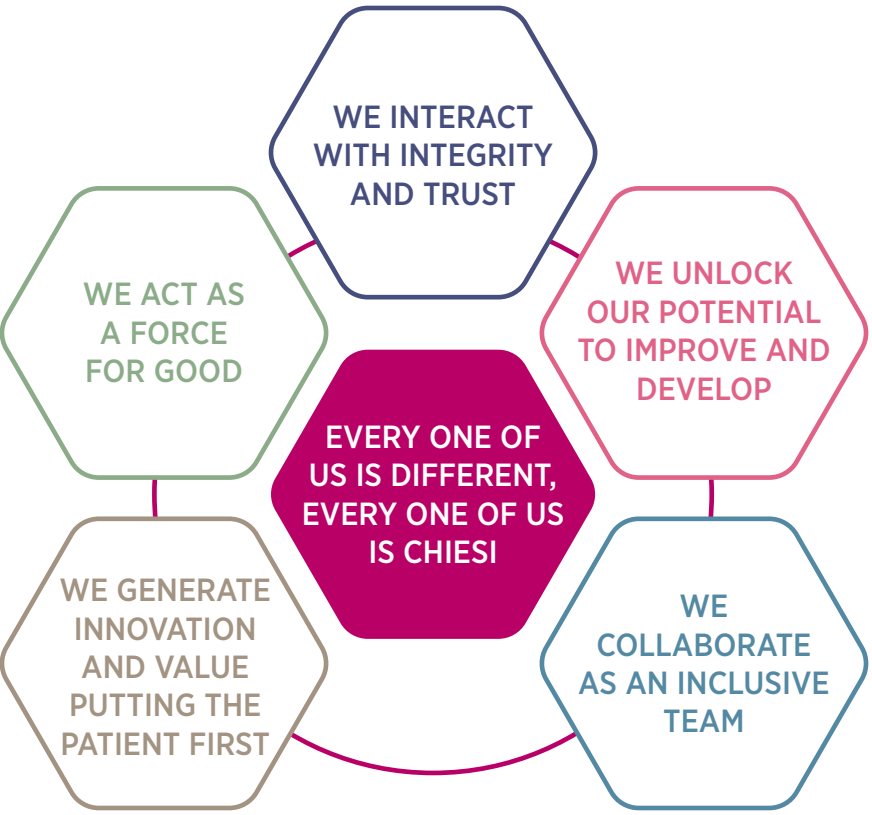 WE INTERACT
WITH INTEGRITY
AND TRUST
WE UNLOCK
OUR POTENTIAL
TO IMPROVE AND
DEVELOP
WE
COLLABORATE
AS AN INCLUSIVE
TEAM
WE GENERATE
INNOVATION
AND VALUE
PUTTING THE
PATIENT FIRST
WE ACT AS
A FORCE
FOR GOOD
EVERY ONE OF
US IS DIFFERENT,
EVERY ONE OF US
IS CHIESI